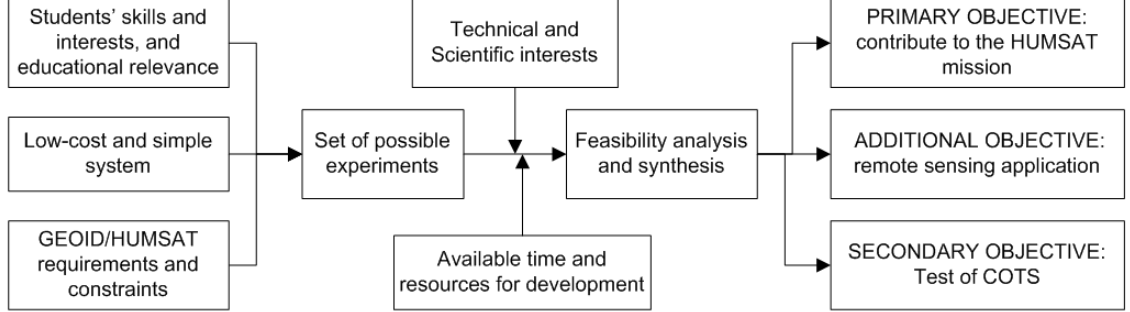 Students' skills and
interests, and
educational relevance
Low-cost and simple
system
GEOID/HUMSAT
requirements and
constraints
Set of possible
experiments
Technical and
Scientific interests
Available time and
resources for development
Feasibility analysis
and synthesis
PRIMARY OBJECTIVE:
contribute to the HUMSAT
mission
ADDITIONAL OBJECTIVE:
remote sensing application
SECONDARY OBJECTIVE:
Test of COTS